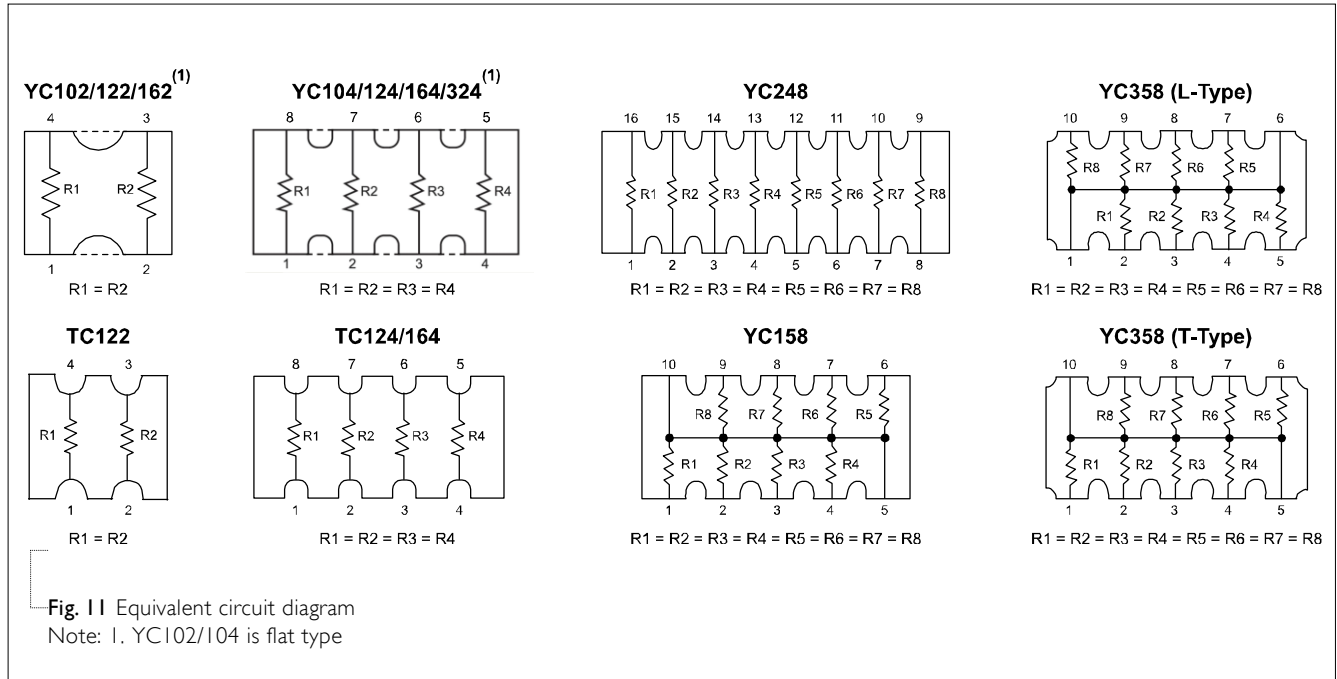 YC102/122/162(1)
4 3
R1 R2
1 2
R1 = R2
YC104/124/164/324(1)
8 7 6 5
R1 R2 R3 R4
1 2 3 4
R1 = R2 = R3 = R4
YC248
16 15 14 13 12 11 10 9
R1 R2 R3 R4 R5 R6 R7 R8
1 2 3 4 5 6 7 8
R1 = R2 = R3 = R4 = R5 = R6 = R7 = R8
YC358 (L-Type)
10 9 8 7 6
R8 R7 R6 R5
R1 R2 R3 R4
1 2 3 4 5
R1 = R2 = R3 = R4 = R5 = R6 = R7 = R8
TC122
4 3
R1 R2
1 2
R1 = R2
TC124/164
8 7 6 5
R1 R2 R3 R4
1 2 3 4
R1 = R2 = R3 = R4
YC158
10 9 8 7 6
R8 R7 R6 R5
R1 R2 R3 R4
1 2 3 4 5
R1 = R2 = R3 = R4 = R5 = R6 = R7 = R8
YC358 (T-Type)
10 9 8 7 6
R8 R7 R6 R5
R1 R2 R3 R4
1 2 3 4 5
R1 = R2 = R3 = R4 = R5 = R6 = R7 = R8
Fig. 11 Equivalent circuit diagram
Note: 1. YC102/104 is flat type